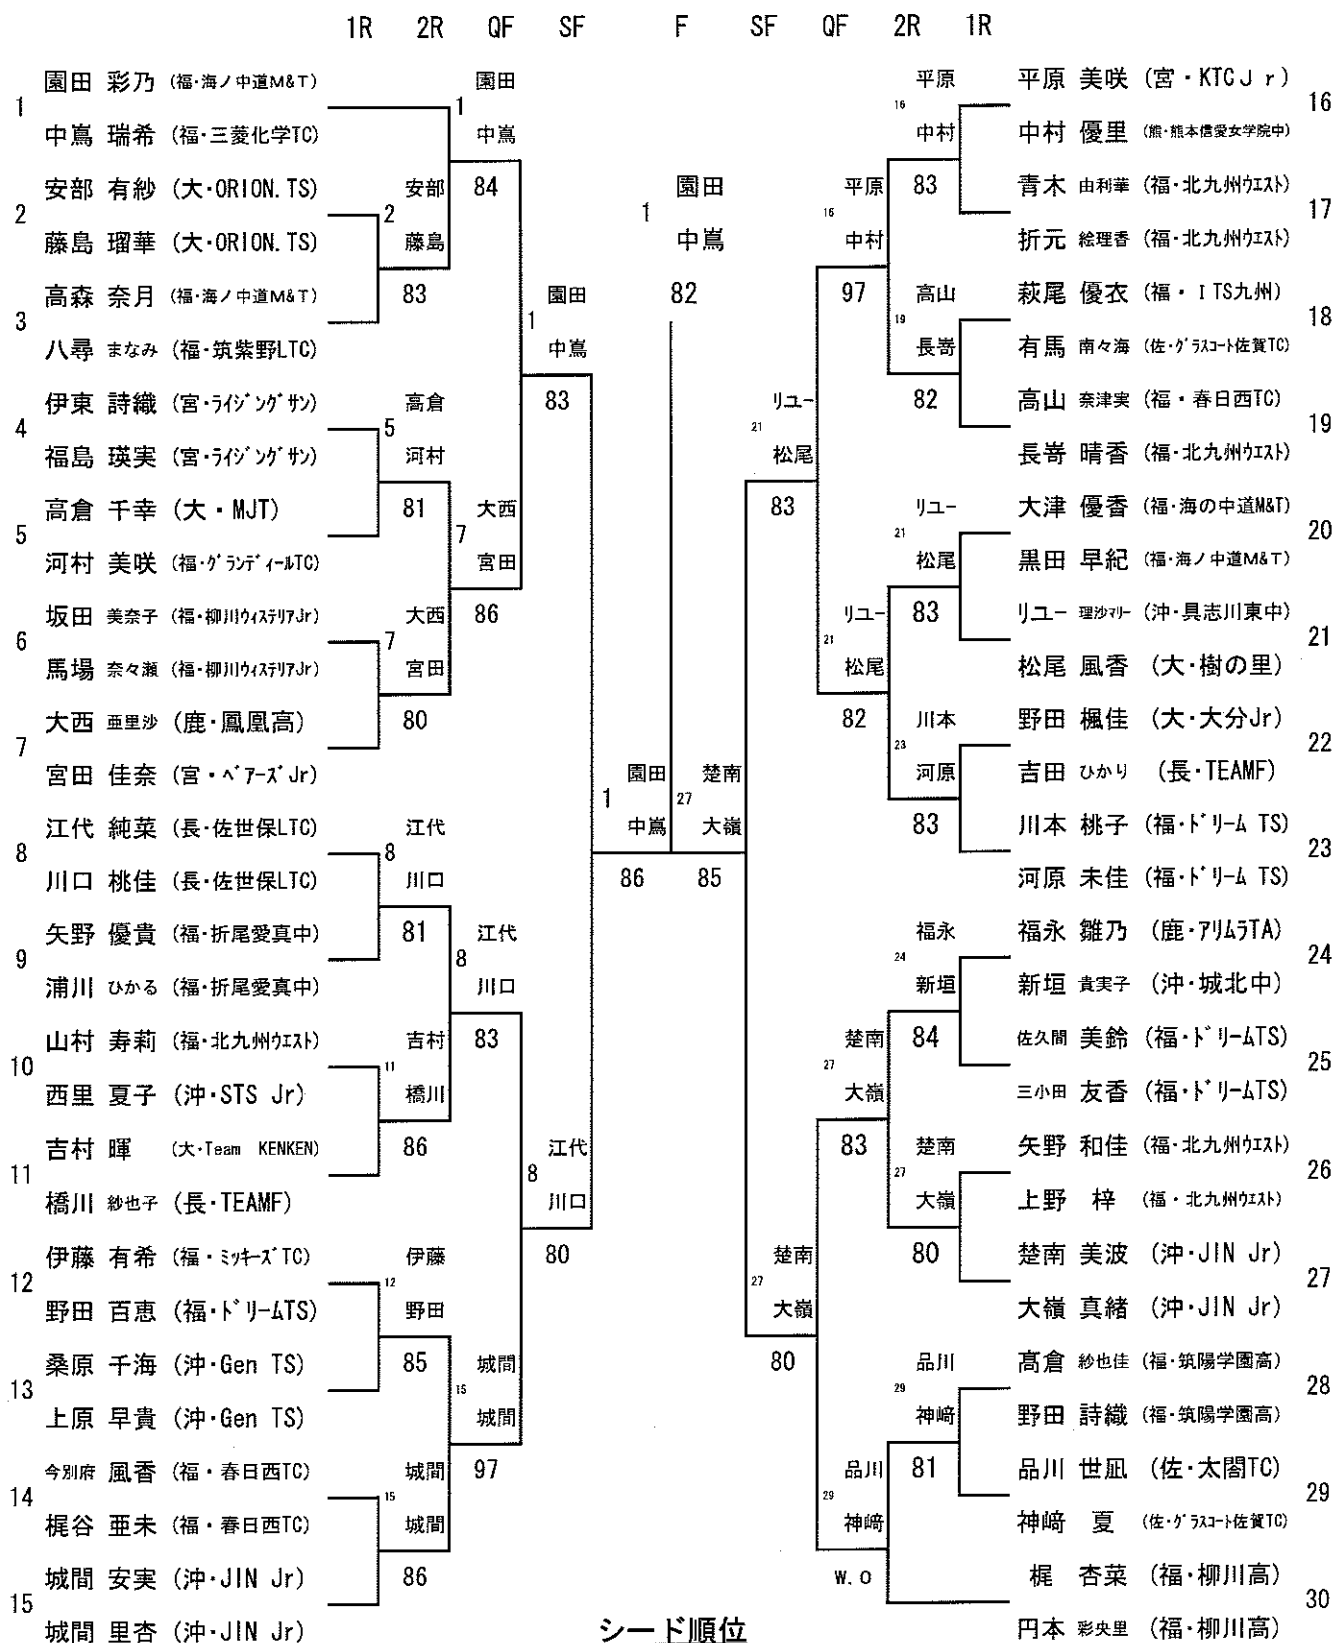 1R 2R QF SF F SF QF 2R 1R
1 園田 彩乃 (福・海ノ中道M&T)
中嶌 瑞希 (福・三菱化学TC)
2 安部 有紗 (大・ORION.TS)
藤島 瑠華 (大・ORION.TS)
3 高森 奈月 (福・海ノ中道M&T)
八尋 まなみ (福・筑紫野LTC)
4 伊東 詩織 (宮・ライジングサン)
福島 瑛実 (宮・ライジングサン)
5 高倉 千幸 (大・MJT)
河村 美咲 (福・グランディールTC)
6 坂田 美奈子 (福・柳川ウィステリアJr)
馬場 奈々瀬 (福・柳川ウィステリアJr)
7 大西 亜里沙 (鹿・鳳凰高)
宮田 佳奈 (宮・ベアーズJr)
8 江代 純菜 (長・佐世保LTC)
川口 桃佳 (長・佐世保LTC)
9 矢野 優貴 (福・折尾愛真中)
浦川 ひかる (福・折尾愛真中)
10 山村 寿莉 (福・北九州ウエスト)
西里 夏子 (沖・STS Jr)
11 吉村 暉 (大・Team KENKEN)
橋川 紗也子 (長・TEAMF)
12 伊藤 有希 (福・ミッキーズTC)
野田 百恵 (福・ドリームTS)
13 桑原 千海 (沖・Gen TS)
上原 早貴 (沖・Gen TS)
14 今別府 風香 (福・春日西TC)
梶谷 亜未 (福・春日西TC)
15 城間 安実 (沖・JIN Jr)
城間 里杏 (沖・JIN Jr)
2 安部
藤島
83
5 高倉
河村
81
7 大西
宮田
80
8 江代
川口
81
11 吉村
橋川
86
12 伊藤
野田
85
15 城間
城間
86
1 園田
中嶌
84
7 大西
宮田
86
8 江代
川口
83
15 城間
城間
97
1 園田
中嶌
83
8 江代
川口
80
1 園田
中嶌
86
1 園田
中嶌
82
27 楚南
大嶺
85
21 リユー
松尾
83
27 楚南
大嶺
80
16 平原
中村
97
21 リユー
松尾
82
27 楚南
大嶺
83
29 品川
神﨑
W.O
16 平原
中村
83
19 高山
長嵜
82
21 リユー
松尾
83
23 川本
河原
83
24 福永
新垣
84
27 楚南
大嶺
80
29 品川
神﨑
81
平原 美咲 (宮・KTCJr) 16
中村 優里 (熊・熊本信愛女学院中)
青木 由利華 (福・北九州ウエスト) 17
折元 絵理香 (福・北九州ウエスト)
萩尾 優衣 (福・ITS九州) 18
有馬 南々海 (佐・グラスコート佐賀TC)
高山 奈津実 (福・春日西TC) 19
長嵜 晴香 (福・北九州ウエスト)
大津 優香 (福・海の中道M&T) 20
黒田 早紀 (福・海ノ中道M&T)
リユー 理沙マリー (沖・具志川東中) 21
松尾 風香 (大・樹の里)
野田 楓佳 (大・大分Jr) 22
吉田 ひかり (長・TEAMF)
川本 桃子 (福・ドリーム TS) 23
河原 未佳 (福・ドリーム TS)
福永 雛乃 (鹿・アリムラTA) 24
新垣 貴実子 (沖・城北中)
佐久間 美鈴 (福・ドリームTS) 25
三小田 友香 (福・ドリームTS)
矢野 和佳 (福・北九州ウエスト) 26
上野 梓 (福・北九州ウエスト)
楚南 美波 (沖・JIN Jr) 27
大嶺 真緒 (沖・JIN Jr)
髙倉 紗也佳 (福・筑陽学園高) 28
野田 詩織 (福・筑陽学園高)
品川 世凪 (佐・太閤TC) 29
神﨑 夏 (佐・グラスコート佐賀TC)
梶 杏菜 (福・柳川高) 30
円本 彩央里 (福・柳川高)
シード順位